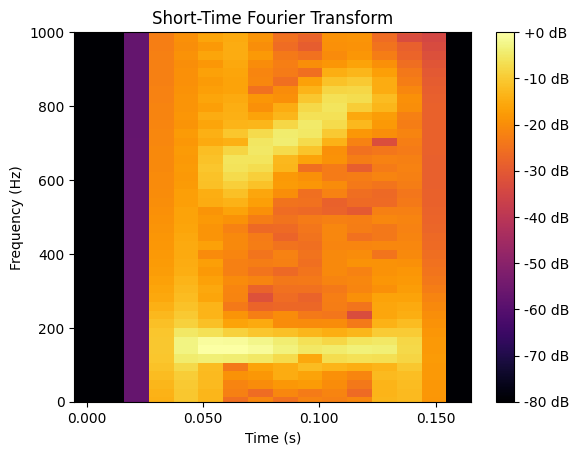 Short-Time Fourier Transform
1000
800
600
400
200
0
Frequency (Hz)
0.000
0.050
0.100
0.150
Time (s)
+0 dB
-10 dB
-20 dB
-30 dB
-40 dB
-50 dB
-60 dB
-70 dB
-80 dB